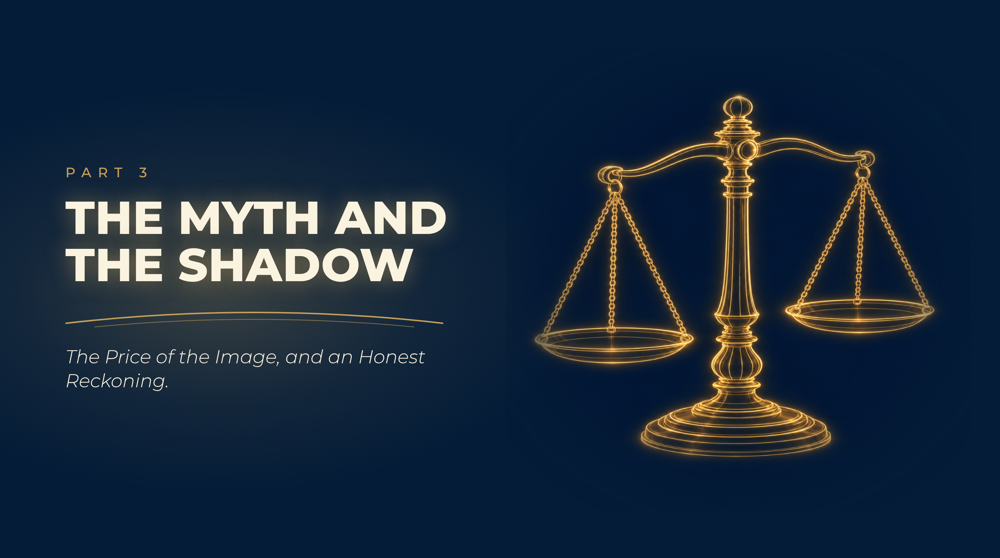 PART 3
THE MYTH AND
THE SHADOW
The Price of the Image, and an Honest
Reckoning.